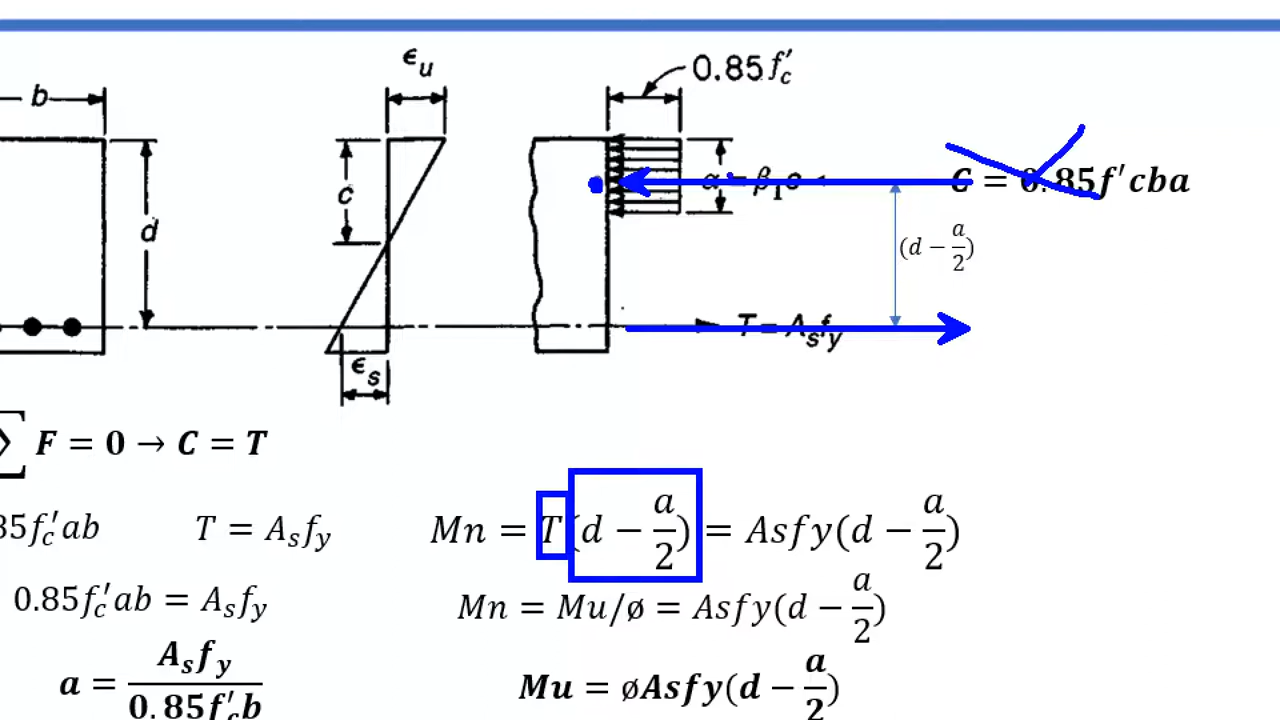 ϵu
0.85f′c
b
a = β1c
C = 0.85f'cba
c
d
(d − a/2)
T = Asfy
ϵs
∑ F = 0 → C = T
85f′cab T = Asfy Mn = T(d − a/2) = Asfy(d − a/2)
0.85f′cab = Asfy Mn = Mu/ø = Asfy(d − a/2)
a = Asfy/0.85f′cb Mu = øAsfy(d − a/2)